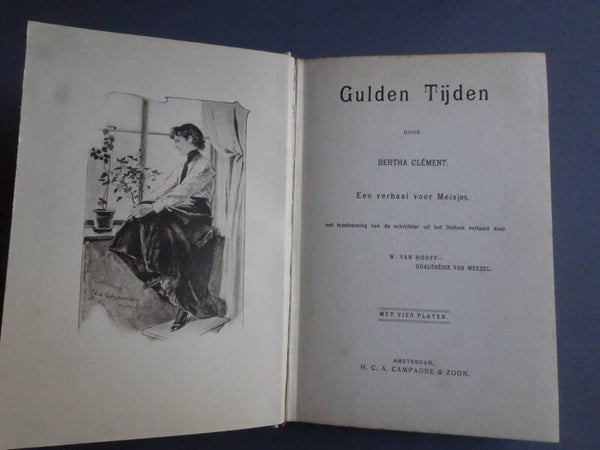 Gulden Tijden
DOOR
BERTHA CLÉMENT.
Een verhaal voor Meisjes,
met toestemming van de schrijfster uit het Duitsch vertaald door
W. VAN HOOFF—
GUALTHÉRIE VAN WEEZEL.
MET VIER PLATEN.
AMSTERDAM,
H. C. A. CAMPAGNE & ZOON.